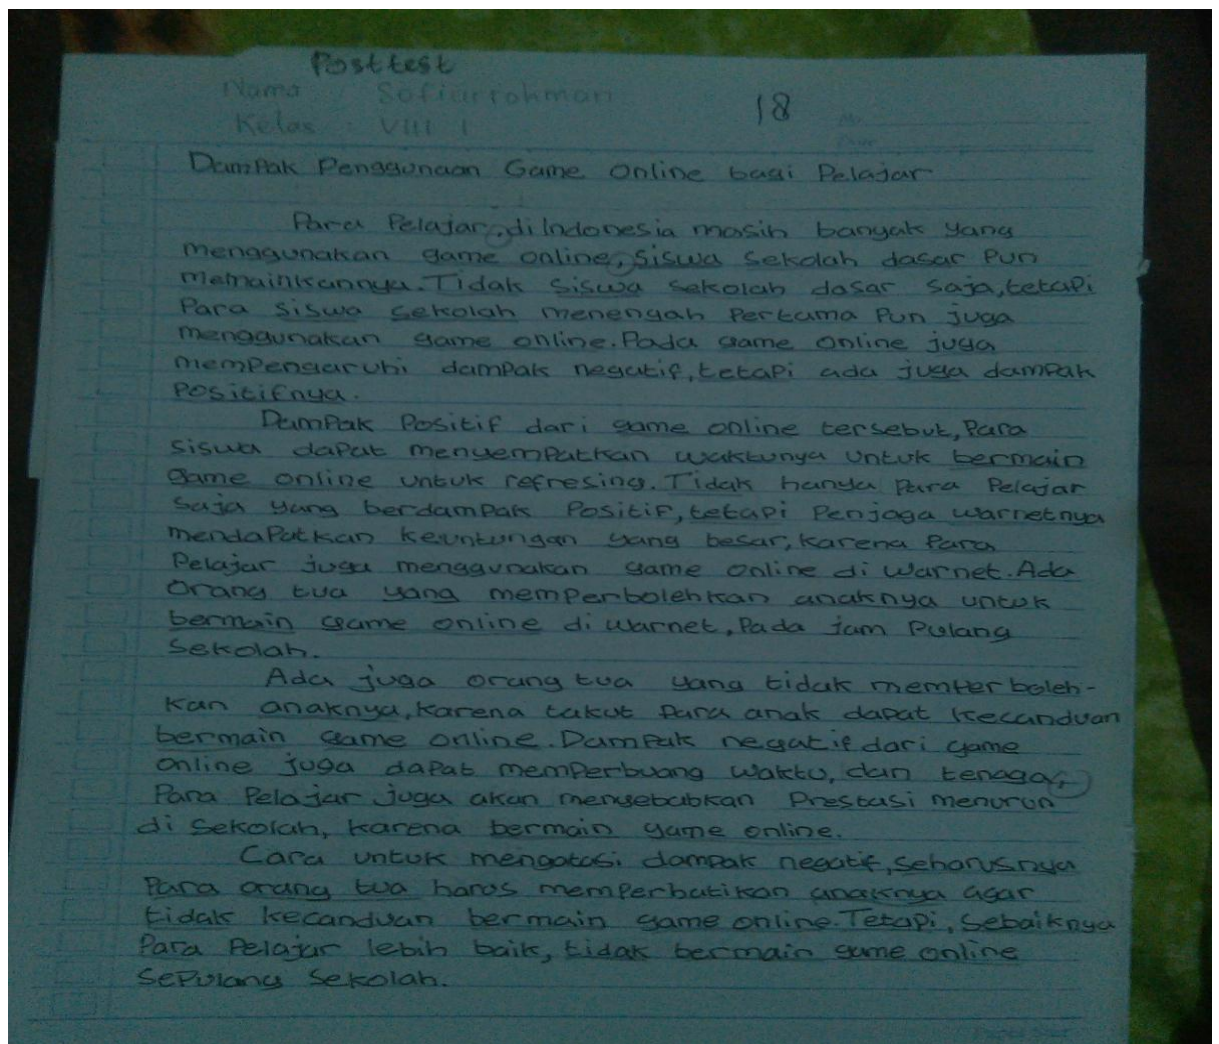 Posttest
Nama Sofiurrohman
Kelas : VIII 1
18
Dampak Penggunaan Game Online bagi Pelajar
Para Pelajar, di Indonesia masih banyak yang
menggunakan game online, siswa sekolah dasar pun
memainkannya. Tidak siswa sekolah dasar saja, tetapi
Para siswa sekolah menengah pertama pun juga
menggunakan game online. Pada game online juga
mempengaruhi dampak negatif, tetapi ada juga dampak
Positifnya.
Dampak Positif dari game online tersebut, Para
siswa dapat menyempatkan waktunya untuk bermain
game online untuk refresing. Tidak hanya para Pelajar
saja yang berdampak Positif, tetapi Penjaga warnetnya
mendapatkan keuntungan yang besar, karena Para
Pelajar juga menggunakan game online di warnet. Ada
Orang tua yang memperbolehkan anaknya untuk
bermain game online di warnet, Pada jam Pulang
Sekolah.
Ada juga orang tua yang tidak memperboleh-
kan anaknya, karena takut Para anak dapat kecanduan
bermain game online. Dampak negatif dari game
online juga dapat memperbuang waktu, dan tenaga,
Para Pelajar juga akan menyebabkan Prestasi menurun
di Sekolah, karena bermain game online.
Cara untuk mengatasi dampak negatif, seharusnya
Para orang tua harus memperhatikan anaknya agar
tidak kecanduan bermain game online. Tetapi, Sebaiknya
Para Pelajar lebih baik, tidak bermain game online
sepulang Sekolah.